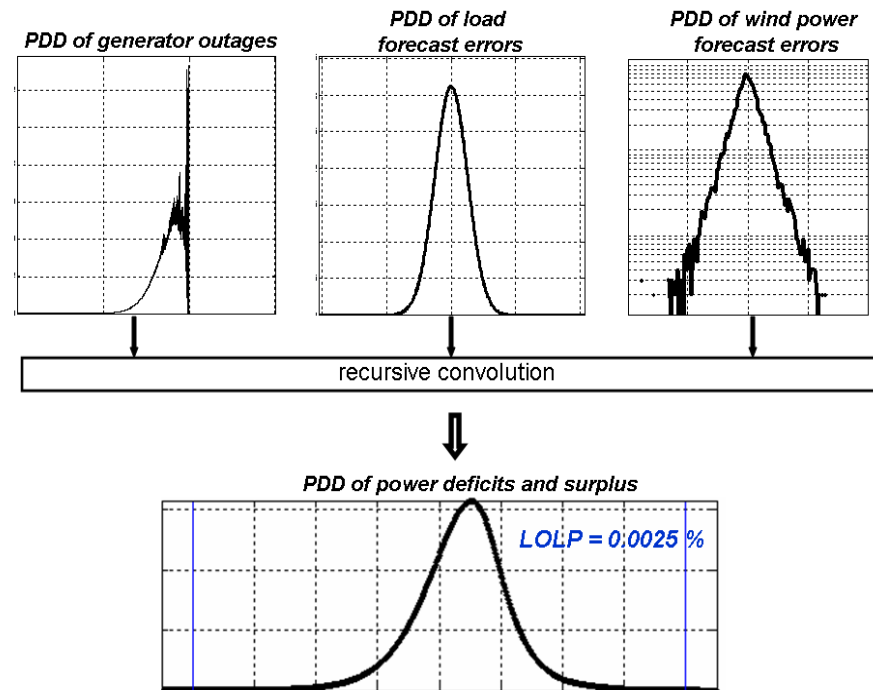 PDD of generator outages
PDD of load
forecast errors
PDD of wind power
forecast errors
recursive convolution
PDD of power deficits and surplus
LOLP = 0.0025 %